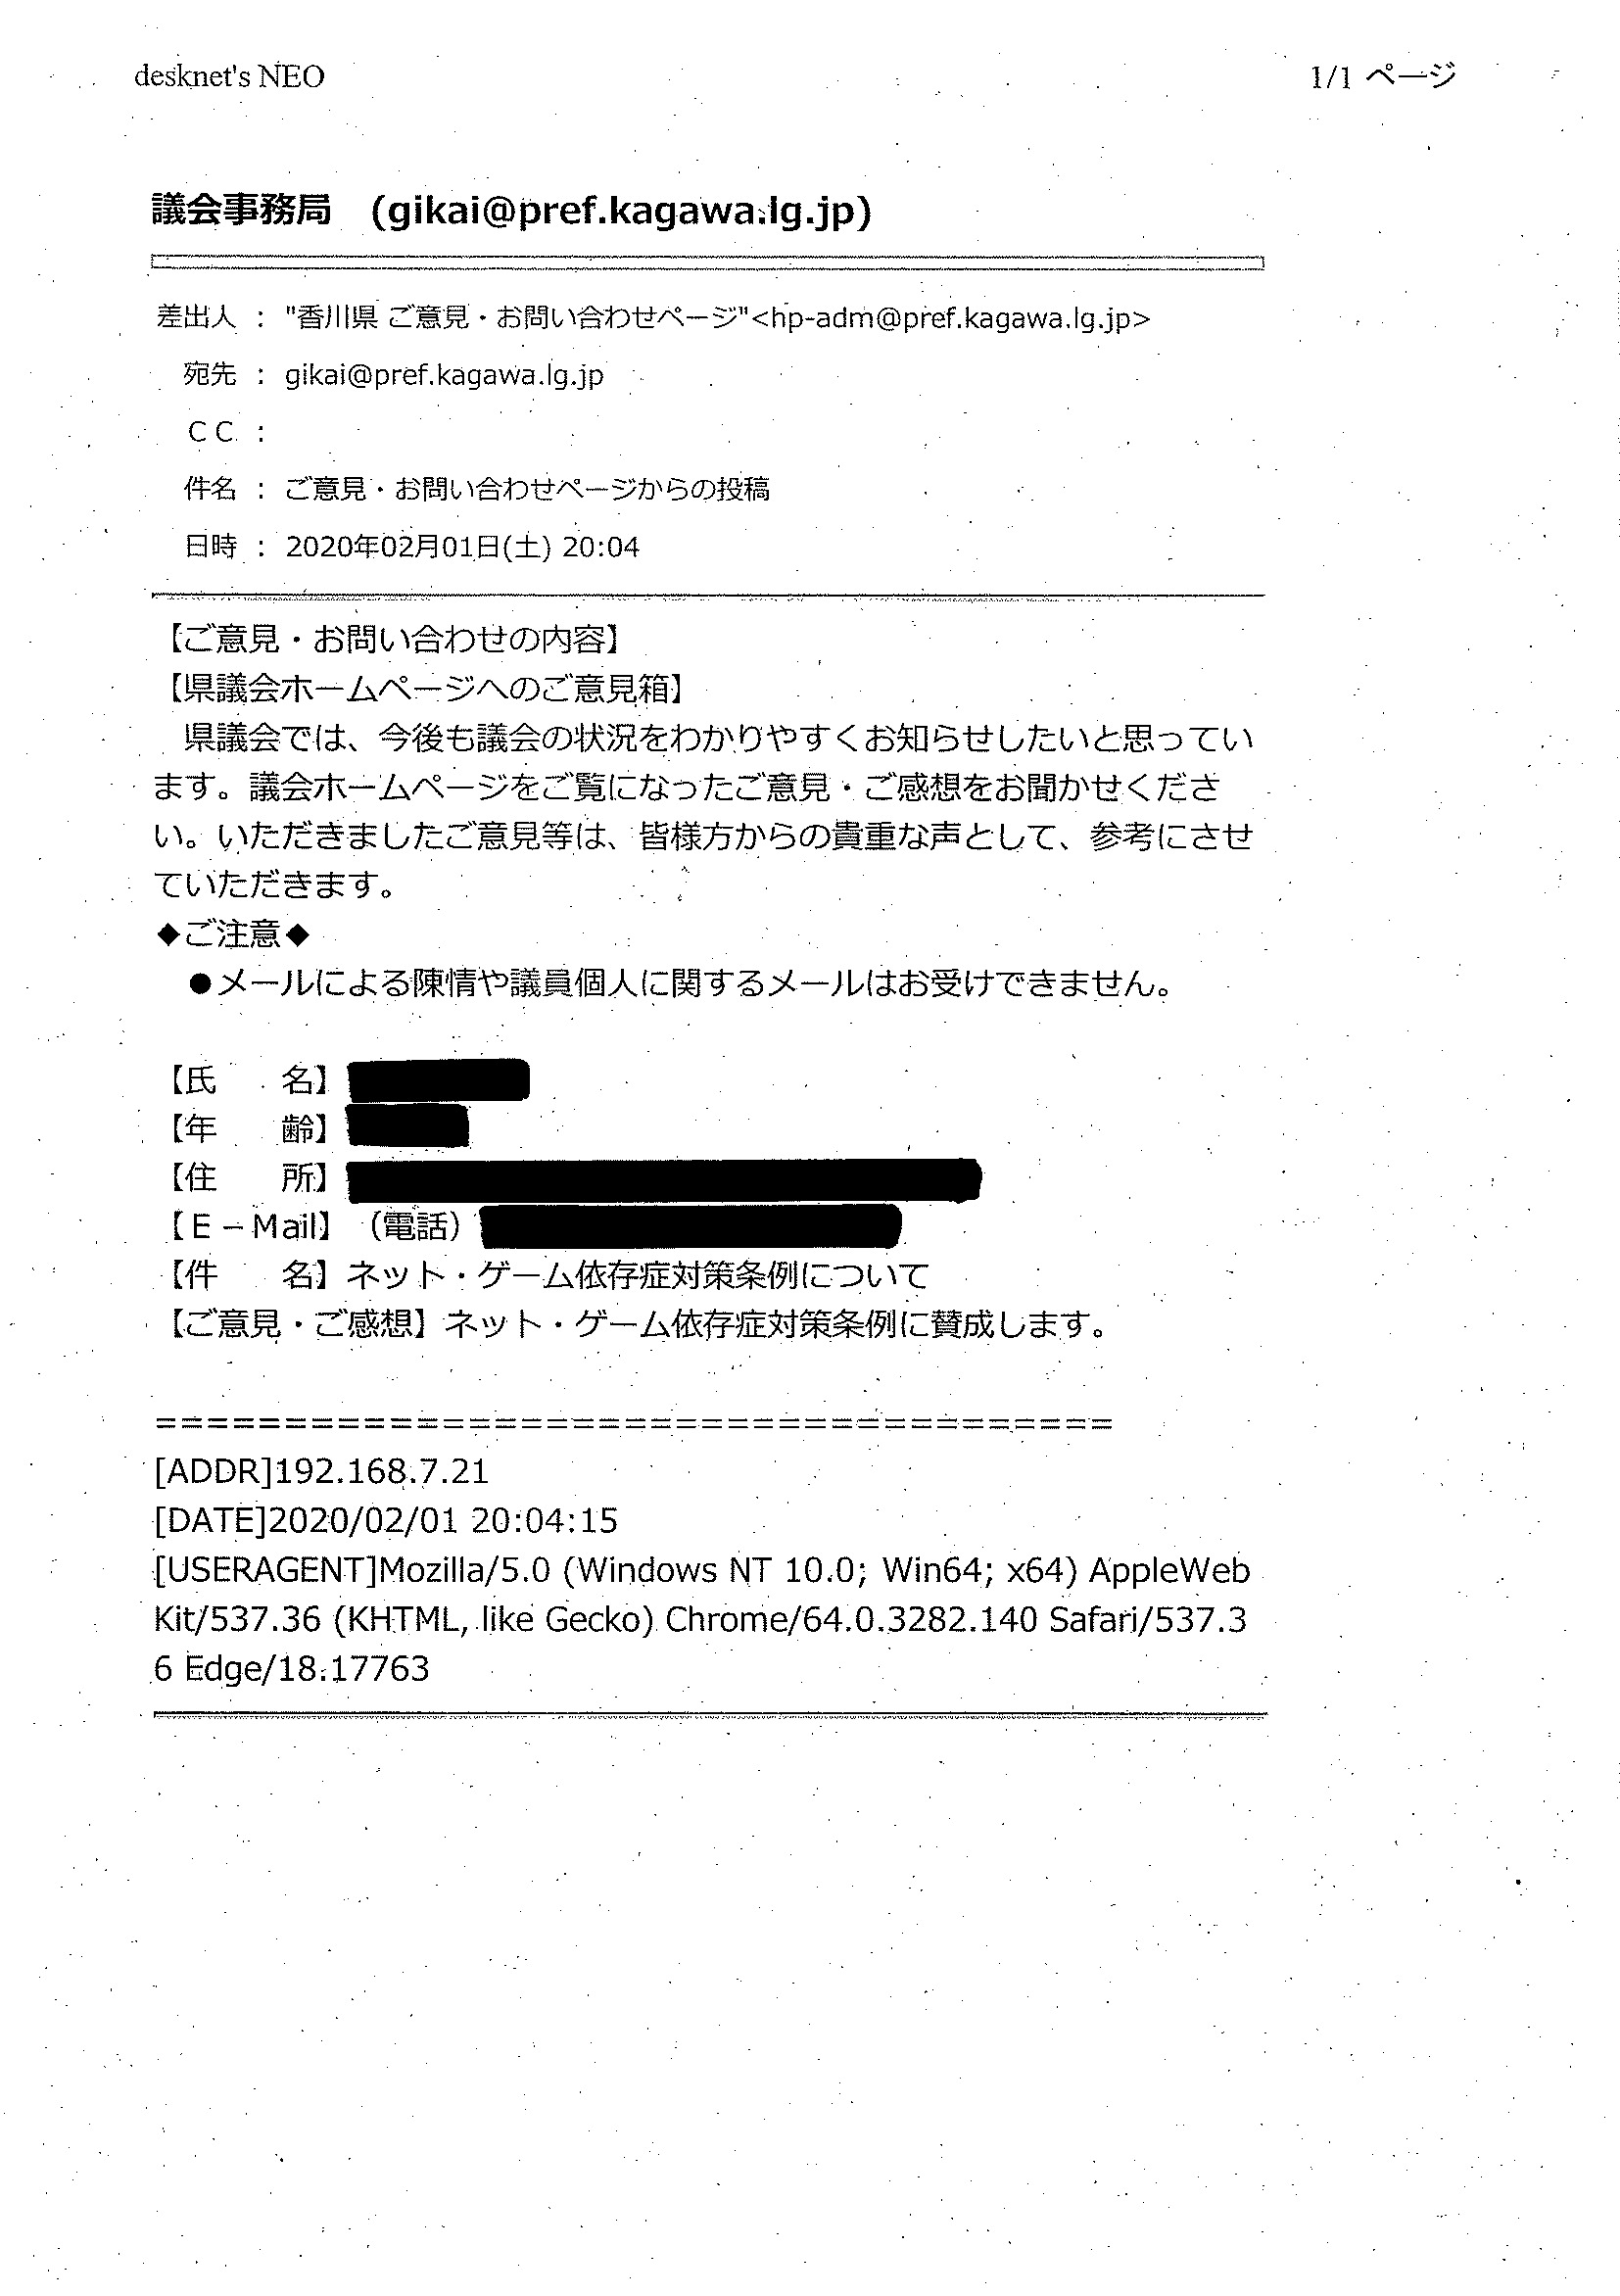 desknet's NEO 1/1 ページ
議会事務局 (gikai@pref.kagawa.lg.jp)
差出人 : "香川県 ご意見・お問い合わせページ"<hp-adm@pref.kagawa.lg.jp>
宛先 : gikai@pref.kagawa.lg.jp
CC :
件名 : ご意見・お問い合わせページからの投稿
日時 : 2020年02月01日(土) 20:04
【ご意見・お問い合わせの内容】
【県議会ホームページへのご意見箱】
県議会では、今後も議会の状況をわかりやすくお知らせしたいと思ってい
ます。議会ホームページをご覧になったご意見・ご感想をお聞かせくださ
い。いただきましたご意見等は、皆様方からの貴重な声として、参考にさせ
ていただきます。
◆ご注意◆
●メールによる陳情や議員個人に関するメールはお受けできません。
【氏　　名】
【年　　齢】
【住　　所】
【E－Mail】（電話）
【件　　名】ネット・ゲーム依存症対策条例について
【ご意見・ご感想】ネット・ゲーム依存症対策条例に賛成します。
=====================================
[ADDR]192.168.7.21
[DATE]2020/02/01 20:04:15
[USERAGENT]Mozilla/5.0 (Windows NT 10.0; Win64; x64) AppleWeb
Kit/537.36 (KHTML, like Gecko) Chrome/64.0.3282.140 Safari/537.3
6 Edge/18.17763